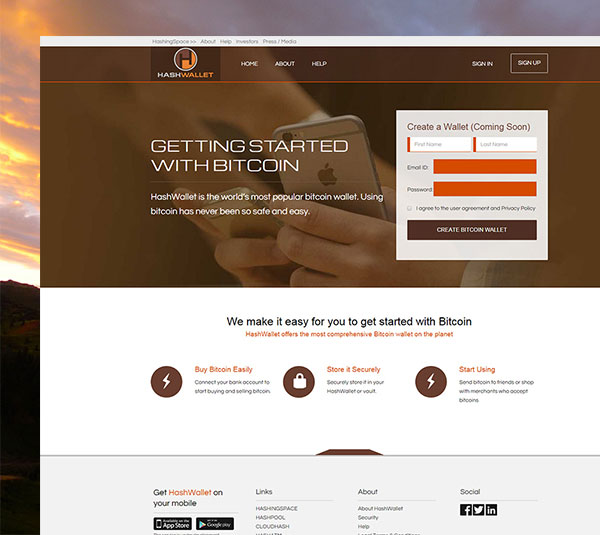 HashingSpace >> About Help Investors Press / Media
HASHWALLET
HOME ABOUT HELP
SIGN IN SIGN UP
GETTING STARTED
WITH BITCOIN
HashWallet is the world's most popular bitcoin wallet. Using
bitcoin has never been so safe and easy.
Create a Wallet (Coming Soon)
First Name Last Name
Email ID:
Password:
I agree to the user agreement and Privacy Policy
CREATE BITCOIN WALLET
We make it easy for you to get started with Bitcoin
HashWallet offers the most comprehensive Bitcoin wallet on the planet
Buy Bitcoin Easily
Connect your bank account to
start buying and selling bitcoin
Store it Securely
Securely store it in your
HashWallet or vault.
Start Using
Send bitcoin to friends or shop
with merchants who accept
bitcoins
Get HashWallet on
your mobile
Available on the
App Store
Google play
Links
HASHINGSPACE
HASHPOOL
CLOUDHASH
About
About HashWallet
Security
Help
Social